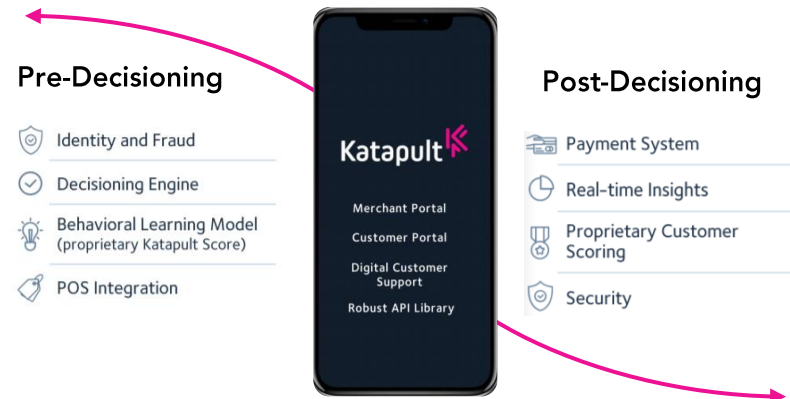 Pre-Decisioning
Identity and Fraud
Decisioning Engine
Behavioral Learning Model
(proprietary Katapult Score)
POS Integration
Katapult
Merchant Portal
Customer Portal
Digital Customer
Support
Robust API Library
Post-Decisioning
Payment System
Real-time Insights
Proprietary Customer
Scoring
Security